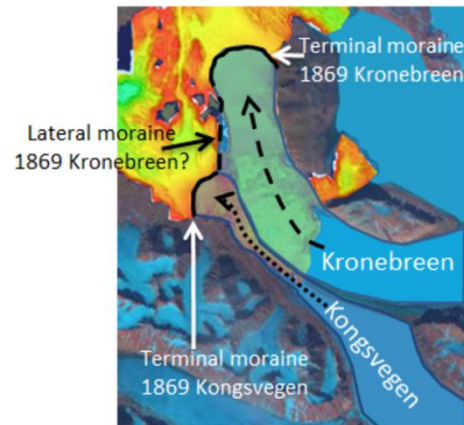 Terminal moraine
1869 Kronebreen
Lateral moraine
1869 Kronebreen?
Kronebreen
Kongsvegen
Terminal moraine
1869 Kongsvegen